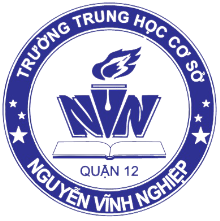 TRƯỜNG TRUNG HỌC CƠ SỞ
NVN
QUẬN 12
NGUYỄN VĨNH NGHIỆP